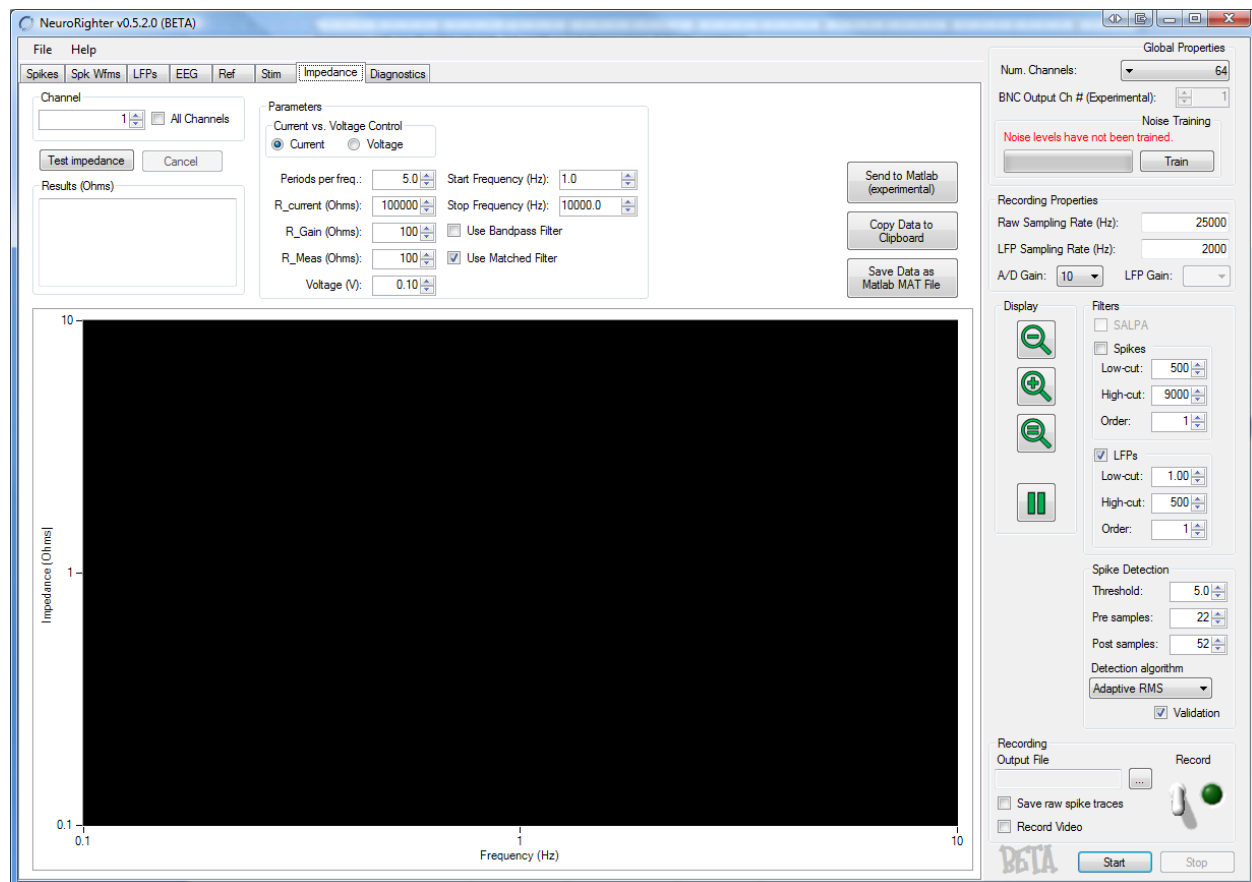 NeuroRighter v0.5.2.0 (BETA)
File Help
Spikes Spk Wfms LFPs EEG Ref Stim Impedance Diagnostics
Channel
1 All Channels
Test impedance Cancel
Results (Ohms)
Parameters
Current vs. Voltage Control
Current Voltage
Periods per freq.: 5.0 Start Frequency (Hz): 1.0
R_current (Ohms): 100000 Stop Frequency (Hz): 10000.0
R_Gain (Ohms): 100 Use Bandpass Filter
R_Meas (Ohms): 100 Use Matched Filter
Voltage (V): 0.10
Send to Matlab
(experimental)
Copy Data to
Clipboard
Save Data as
Matlab MAT File
10
1
0.1
Impedance (Ohms)
0.1 1 10
Frequency (Hz)
Global Properties
Num. Channels: 64
BNC Output Ch # (Experimental): 1
Noise Training
Noise levels have not been trained.
Train
Recording Properties
Raw Sampling Rate (Hz): 25000
LFP Sampling Rate (Hz): 2000
A/D Gain: 10 LFP Gain:
Display
Filters
SALPA
Spikes
Low-cut: 500
High-cut: 9000
Order: 1
LFPs
Low-cut: 1.00
High-cut: 500
Order: 1
Spike Detection
Threshold: 5.0
Pre samples: 22
Post samples: 52
Detection algorithm
Adaptive RMS
Validation
Recording
Output File Record
...
Save raw spike traces
Record Video
BETA Start Stop